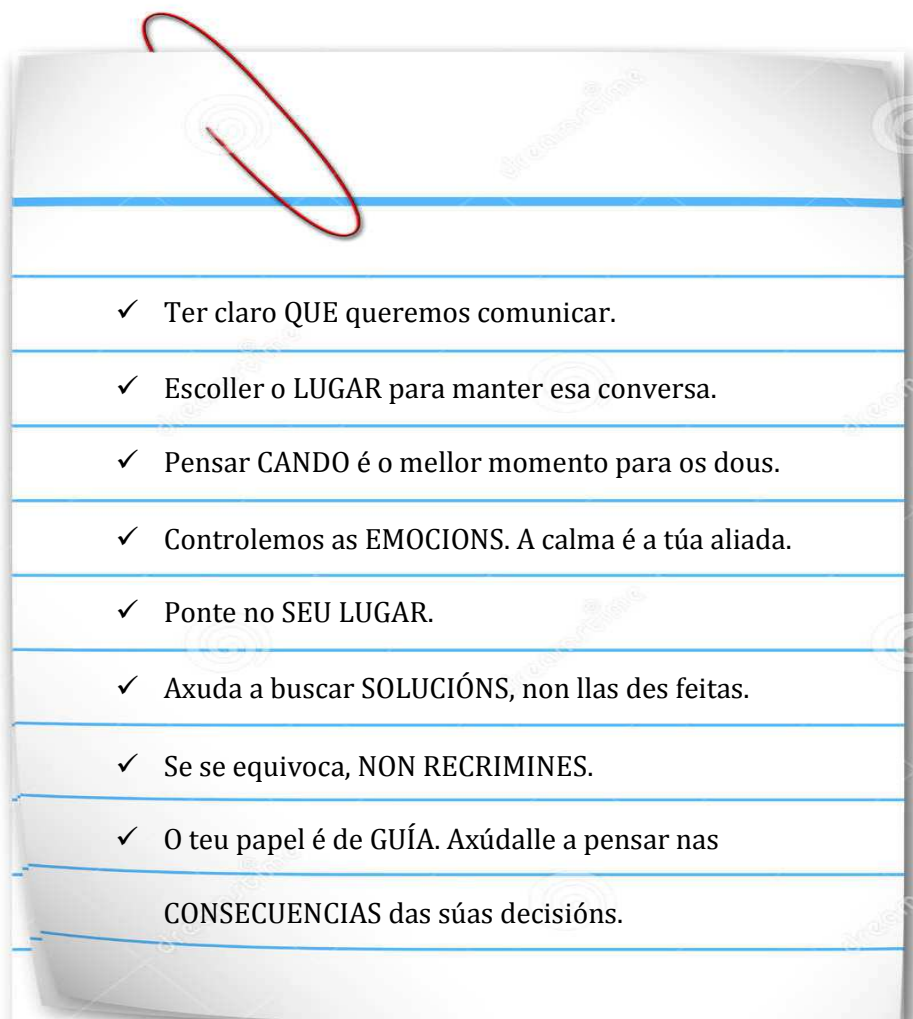 ✓ Ter claro QUE queremos comunicar.
✓ Escoller o LUGAR para manter esa conversa.
✓ Pensar CANDO é o mellor momento para os dous.
✓ Controlemos as EMOCIONS. A calma é a túa aliada.
✓ Ponte no SEU LUGAR.
✓ Axuda a buscar SOLUCIÓNS, non llas des feitas.
✓ Se se equivoca, NON RECRIMINES.
✓ O teu papel é de GUÍA. Axúdalle a pensar nas
CONSECUENCIAS das súas decisións.